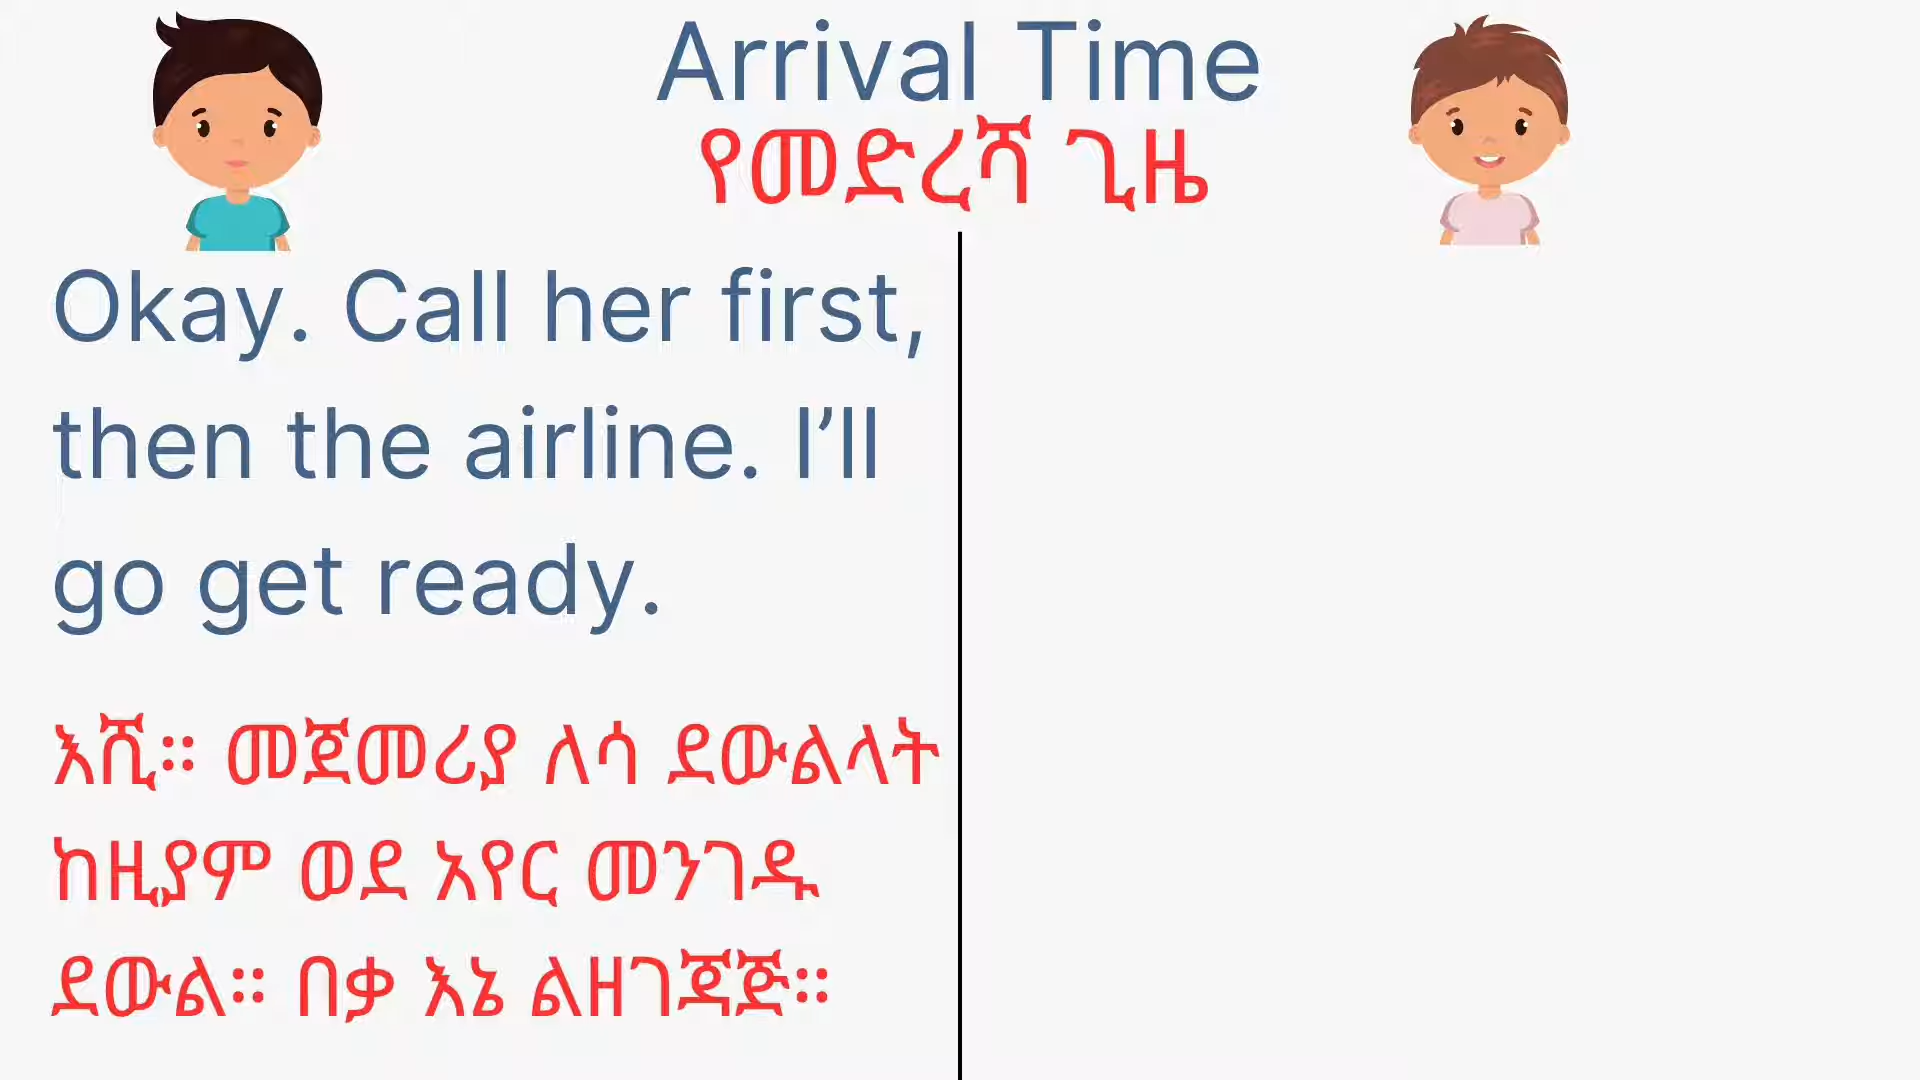 Arrival Time
የመድረሻ ጊዜ
Okay. Call her first,
then the airline. I’ll
go get ready.
እሺ። መጀመሪያ ለሳ ደውልላት
ከዚያም ወደ አየር መንገዱ
ደውል። በቃ እኔ ልዘገጃጅ።